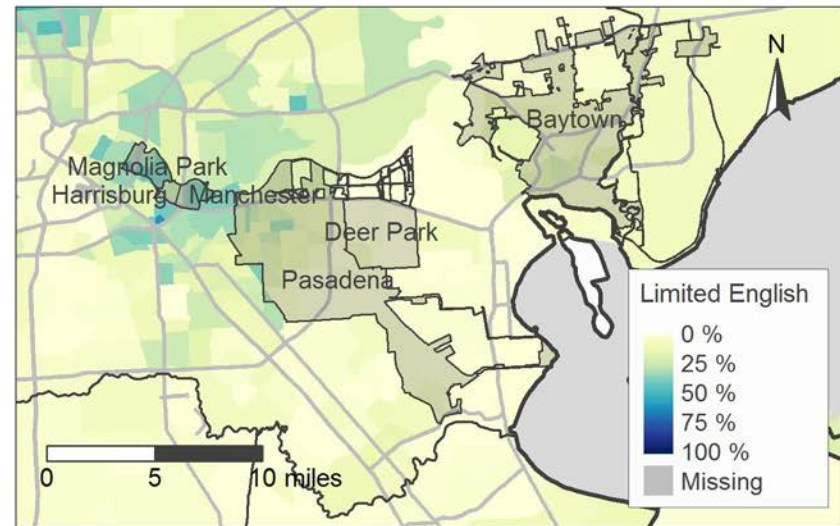 N
Baytown
Magnolia Park
Harrisburg
Manchester
Deer Park
Pasadena
Limited English
0 %
25 %
50 %
75 %
100 %
Missing
0 5 10 miles